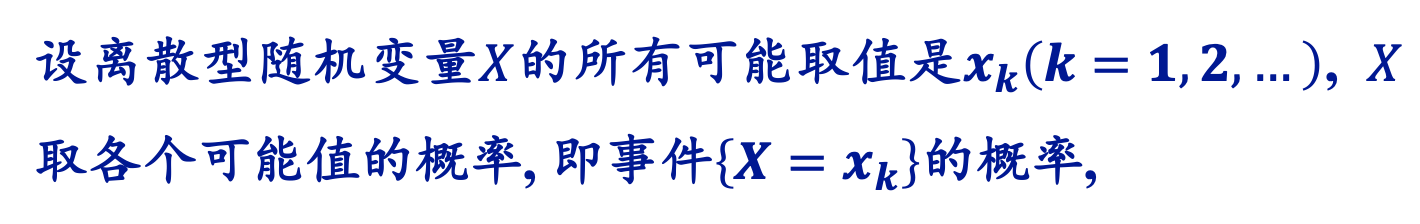 设离散型随机变量X的所有可能取值是xₖ(k = 1,2,…), X
取各个可能值的概率, 即事件{X = xₖ}的概率,